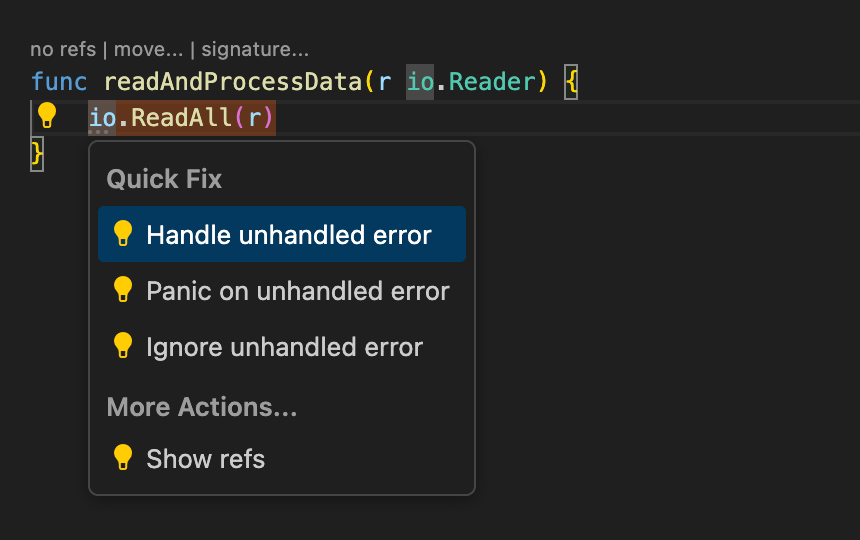 no refs | move... | signature...
func readAndProcessData(r io.Reader) {
io.ReadAll(r)
}
Quick Fix
Handle unhandled error
Panic on unhandled error
Ignore unhandled error
More Actions...
Show refs